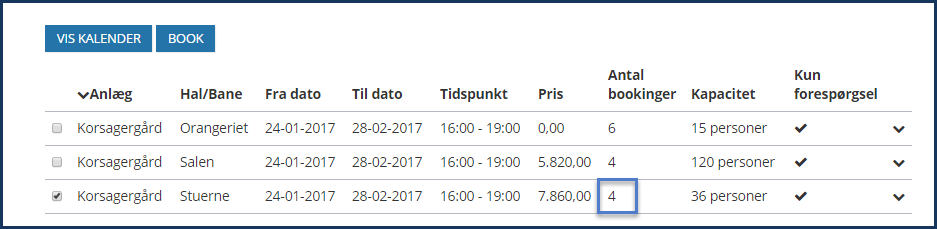 VIS KALENDER BOOK
Anlæg Hal/Bane Fra dato Til dato Tidspunkt Pris Antal bookinger Kapacitet Kun forespørgsel
Korsagergård Orangeriet 24-01-2017 28-02-2017 16:00 - 19:00 0,00 6 15 personer
Korsagergård Salen 24-01-2017 28-02-2017 16:00 - 19:00 5.820,00 4 120 personer
Korsagergård Stuerne 24-01-2017 28-02-2017 16:00 - 19:00 7.860,00 4 36 personer